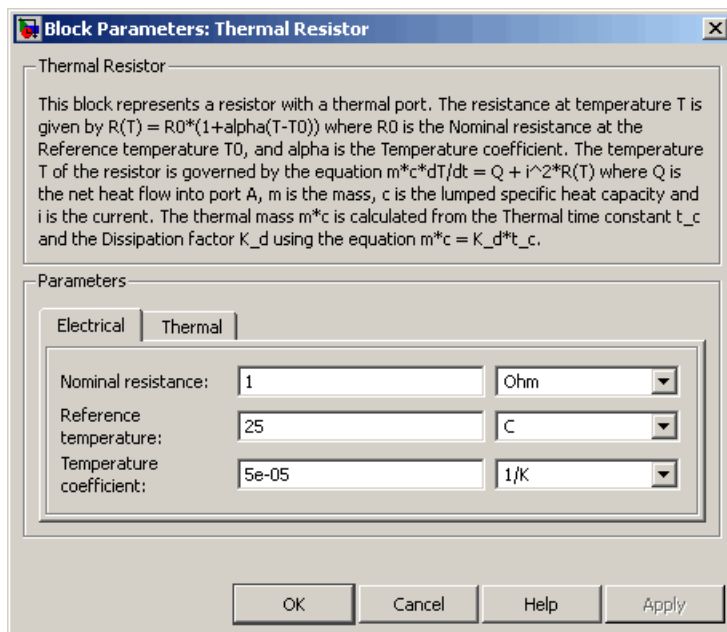 Block Parameters: Thermal Resistor
Thermal Resistor
This block represents a resistor with a thermal port. The resistance at temperature T is
given by R(T) = R0*(1+alpha(T-T0)) where R0 is the Nominal resistance at the
Reference temperature T0, and alpha is the Temperature coefficient. The temperature
T of the resistor is governed by the equation m*c*dT/dt = Q + i^2*R(T) where Q is
the net heat flow into port A, m is the mass, c is the lumped specific heat capacity and
i is the current. The thermal mass m*c is calculated from the Thermal time constant t_c
and the Dissipation factor K_d using the equation m*c = K_d*t_c.
Parameters
Electrical Thermal
Nominal resistance: 1 Ohm
Reference
temperature: 25 C
Temperature
coefficient: 5e-05 1/K
OK Cancel Help Apply